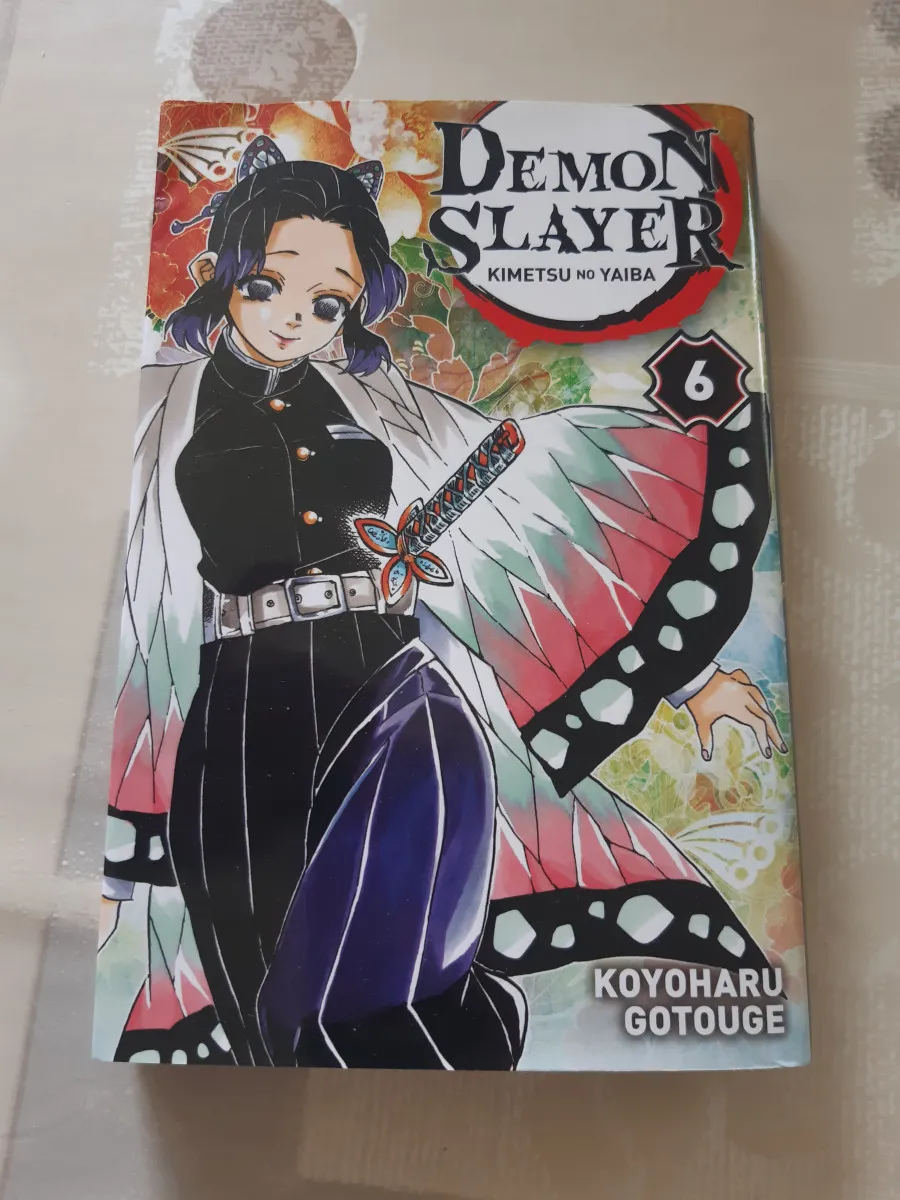 DEMON
SLAYER
KIMETSU NO YAIBA
6
KOYOHARU
GOTOUGE